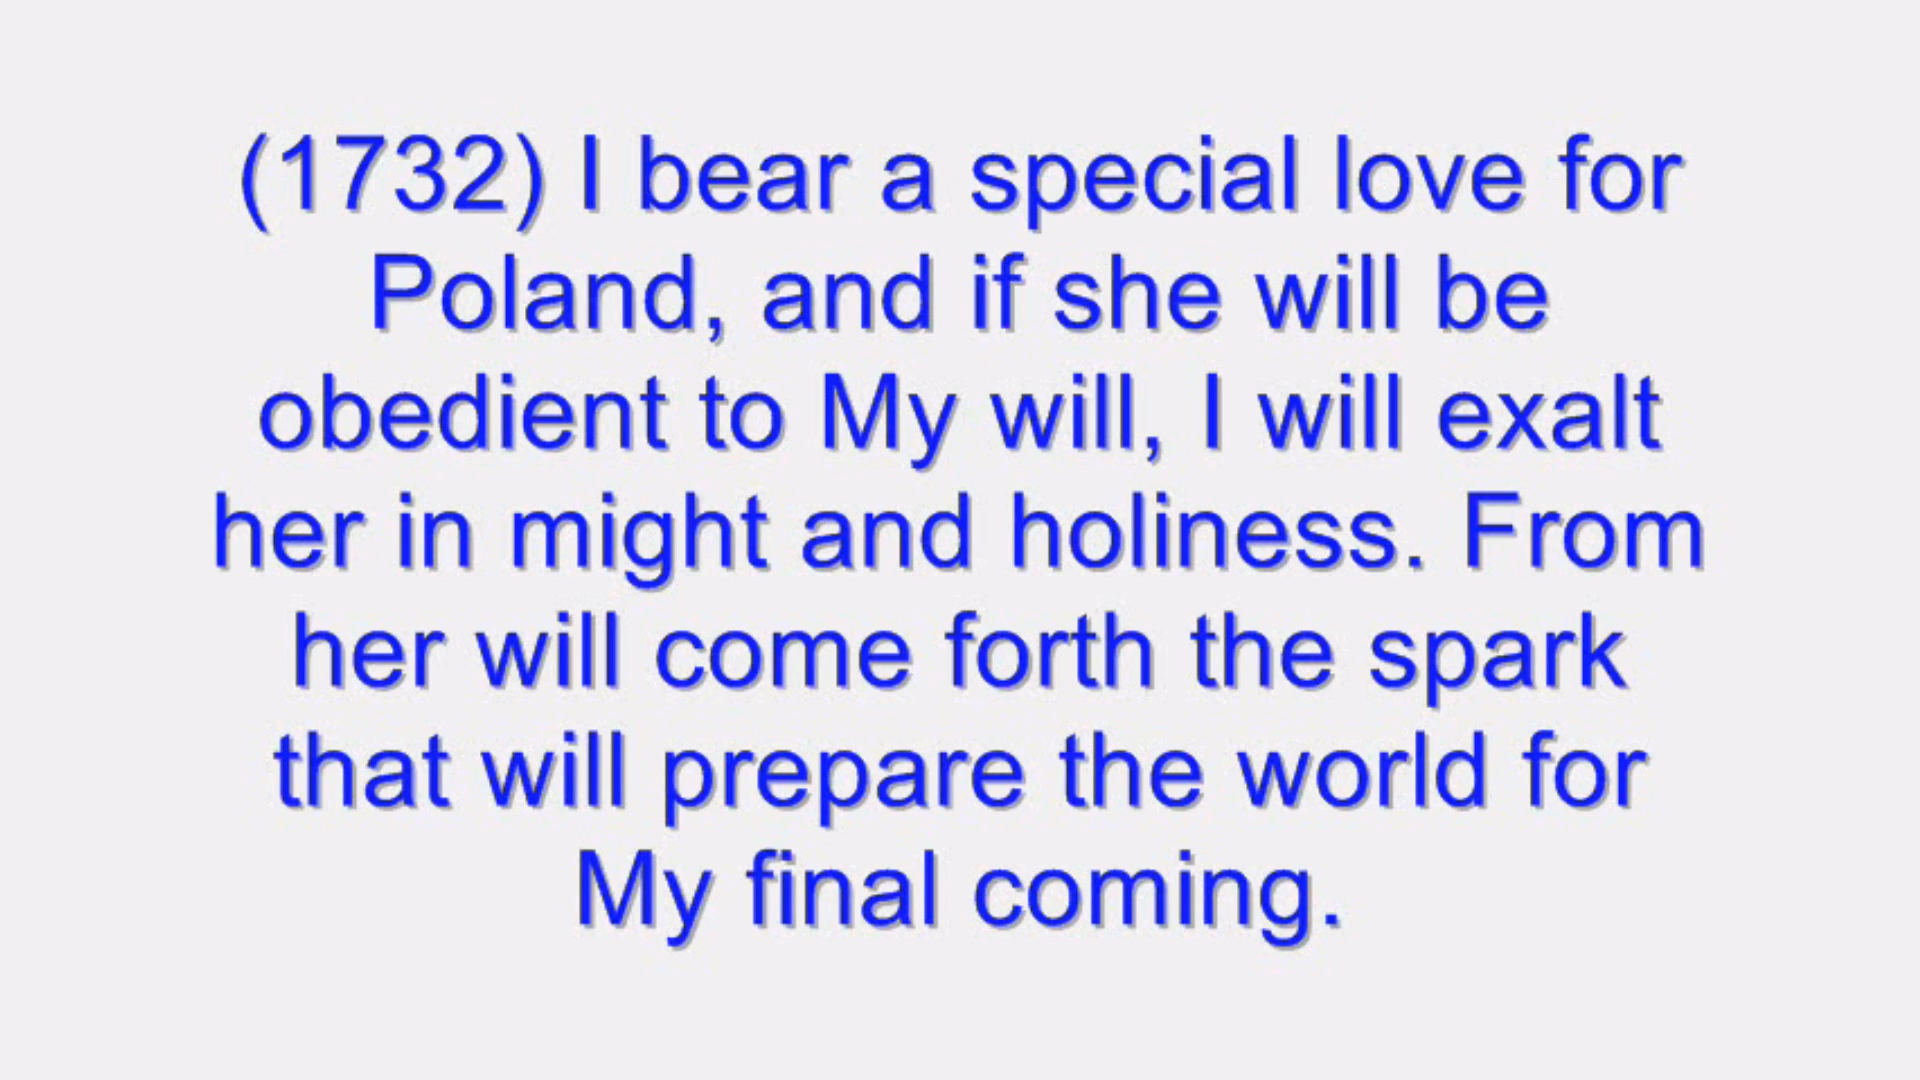 (1732) I bear a special love for
Poland, and if she will be
obedient to My will, I will exalt
her in might and holiness. From
her will come forth the spark
that will prepare the world for
My final coming.